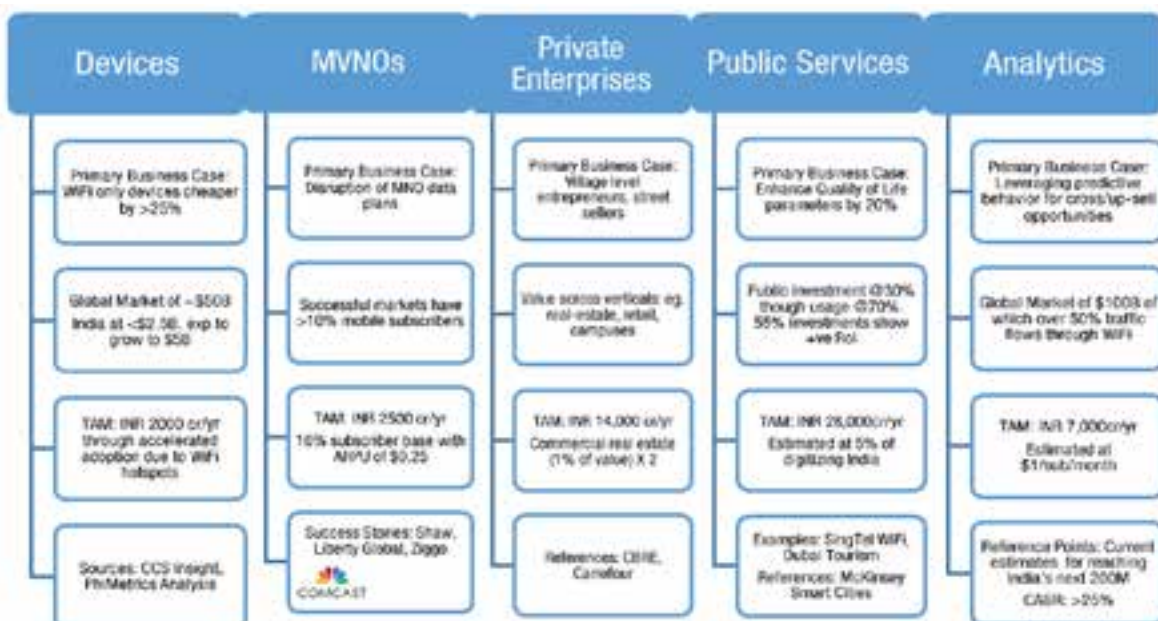 Devices
MVNOs
Private
Enterprises
Public Services
Analytics
Primary Business Case:
WiFi only devices cheaper
by >25%
Global Market of ~$50B
India at <$2.5B, exp to
grow to $5B
TAM: INR 2000 cr/yr
through accelerated
adoption due to WiFi
hotspots
Sources: CCS Insight,
PhiMetrics Analysis
Primary Business Case:
Disruption of MNO data
plans
Successful markets have
>10% mobile subscribers
TAM: INR 2500 cr/yr
10% subscriber base with
ARPU of $0.25
Success Stories: Shaw,
Liberty Global, Ziggo
COMCAST
Primary Business Case:
Village level
entrepreneurs, street
sellers
Value across verticals: eg.
real-estate, retail,
campuses
TAM: INR 14,000 cr/yr
Commercial real estate
(1% of value) X 2
References: CBRE,
Carrefour
Primary Business Case:
Enhance Quality of Life
parameters by 20%
Public investment @30%
though usage @70%.
55% investments show
+ve RoI
TAM: INR 28,000cr/yr
Estimated at 5% of
digitizing India
Examples: SingTel WiFi,
Dubai Tourism
References: McKinsey
Smart Cities
Primary Business Case:
Leveraging predictive
behavior for cross/up-sell
opportunities
Global Market of $100B of
which over 50% traffic
flows through WiFi
TAM: INR 7,000cr/yr
Estimated at
$1/sub/month
Reference Points: Current
estimates for reaching
India's next 200M
>25%